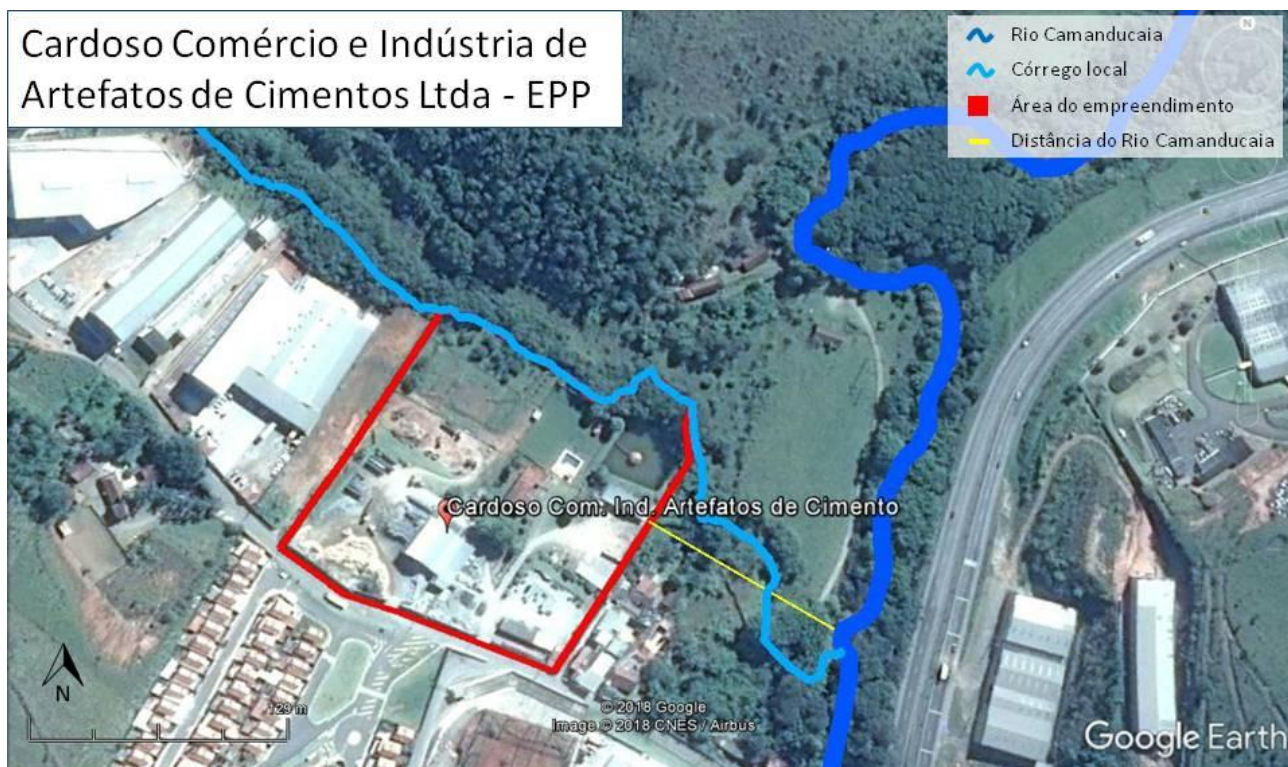 Cardoso Comércio e Indústria de
Artefatos de Cimentos Ltda - EPP
Rio Camanducaia
Córrego local
Área do empreendimento
Distância do Rio Camanducaia
N
Cardoso Com. Ind. Artefatos de Cimento
N
129 m
© 2018 Google
Image © 2018 CNES / Airbus
Google Earth